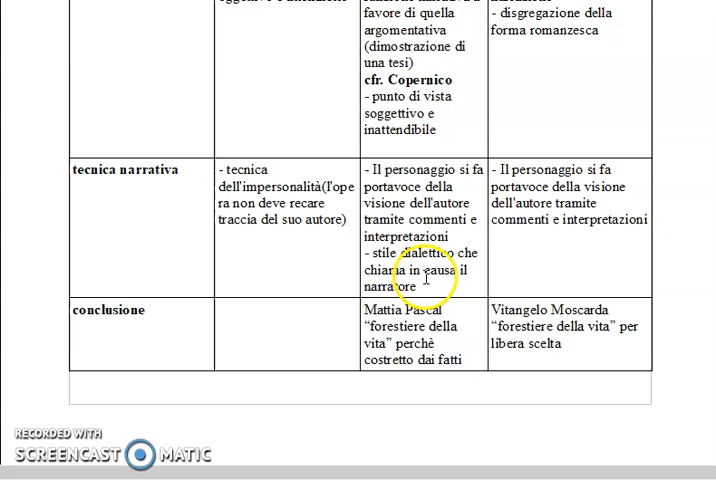 favore di quella
argomentativa
(dimostrazione di
una tesi)
cfr. Copernico
- punto di vista
soggettivo e
inattendibile
- disgregazione della
forma romanzesca
tecnica narrativa
- tecnica
dell'impersonalità(l'ope
ra non deve recare
traccia del suo autore)
- Il personaggio si fa
portavoce della
visione dell'autore
tramite commenti e
interpretazioni
- stile dialettico che
chiama in causa il
narratore
- Il personaggio si fa
portavoce della visione
dell'autore tramite
commenti e interpretazioni
conclusione
Mattia Pascal
“forestiere della
vita” perchè
costretto dai fatti
Vitangelo Moscarda
“forestiere della vita” per
libera scelta
RECORDED WITH
SCREENCAST MATIC